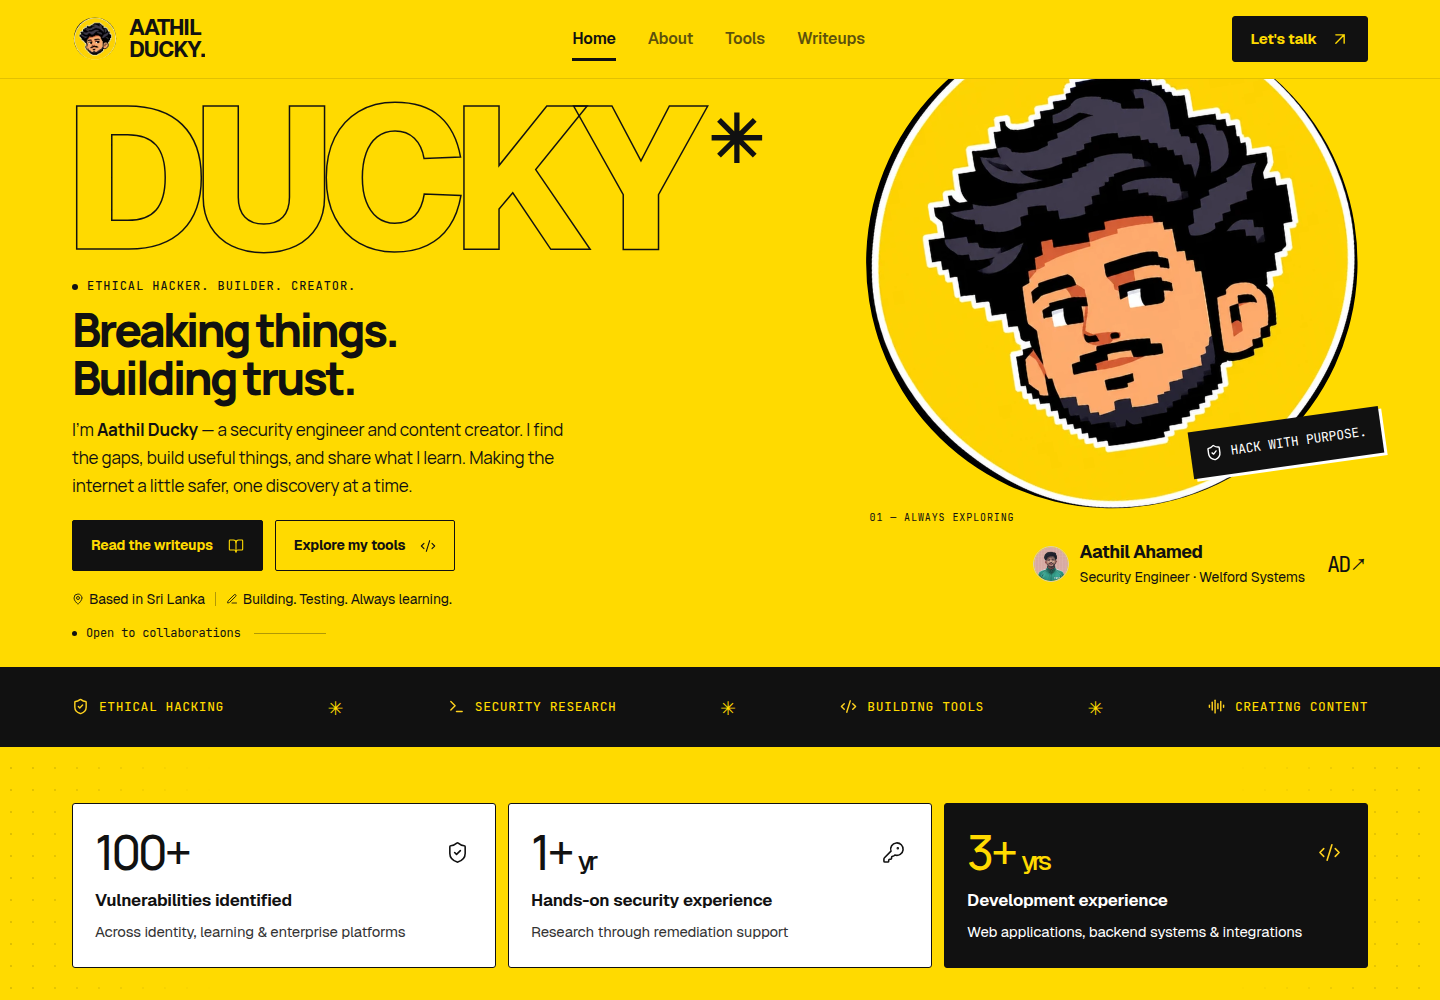 AATHIL
DUCKY.
Home
About
Tools
Writeups
Let's talk
DUCKY
ETHICAL HACKER. BUILDER. CREATOR.
Breaking things.
Building trust.
I'm Aathil Ducky — a security engineer and content creator. I find
the gaps, build useful things, and share what I learn. Making the
internet a little safer, one discovery at a time.
Read the writeups
Explore my tools
Based in Sri Lanka
Building. Testing. Always learning.
Open to collaborations
HACK WITH PURPOSE.
01 — ALWAYS EXPLORING
Aathil Ahamed
Security Engineer · Welford Systems
AD↗
ETHICAL HACKING
SECURITY RESEARCH
BUILDING TOOLS
CREATING CONTENT
100+
Vulnerabilities identified
Across identity, learning & enterprise platforms
1+ yr
Hands-on security experience
Research through remediation support
3+ yrs
Development experience
Web applications, backend systems & integrations